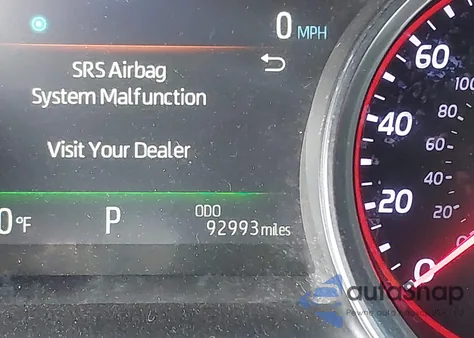 0 MPH
SRS Airbag
System Malfunction
Visit Your Dealer
0°F P ODO 92993 miles
60
40
20
0
100
80
60
40
20
autosnap